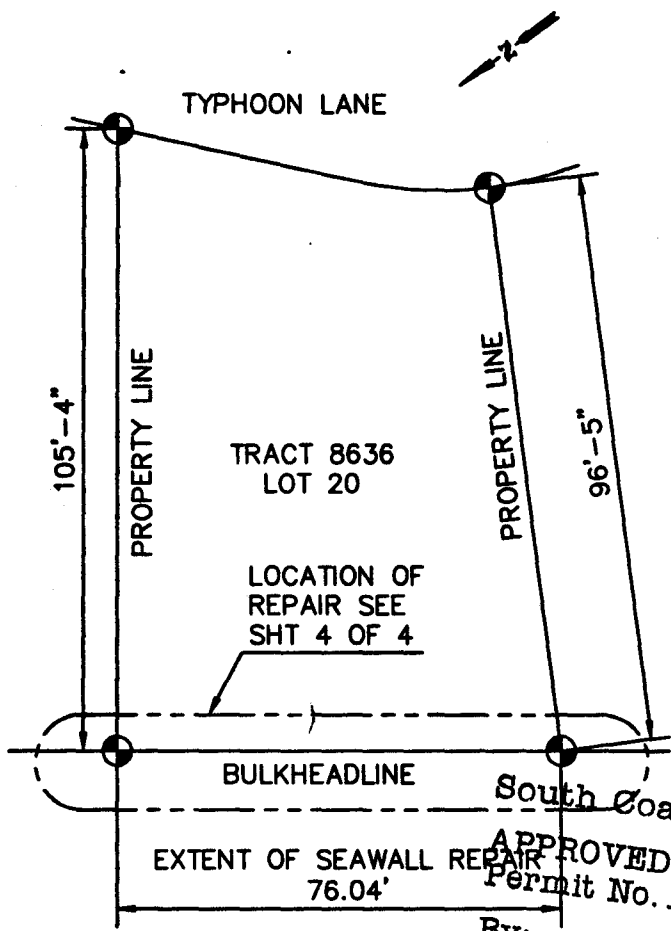 Z
TYPHOON LANE
105'-4"
PROPERTY LINE
PROPERTY LINE
96'-5"
TRACT 8636
LOT 20
LOCATION OF
REPAIR SEE
SHT 4 OF 4
BULKHEADLINE
South Coa
EXTENT OF SEAWALL REPAIR
76.04'
APPROVED
Permit No..
By: